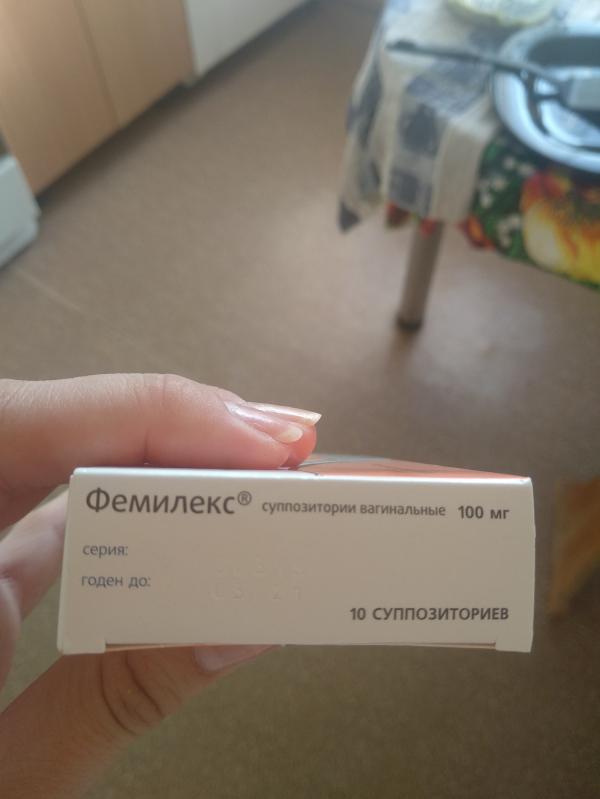 Фемилекс® суппозитории вагинальные 100 мг
серия:
годен до:
10 СУППОЗИТОРИЕВ